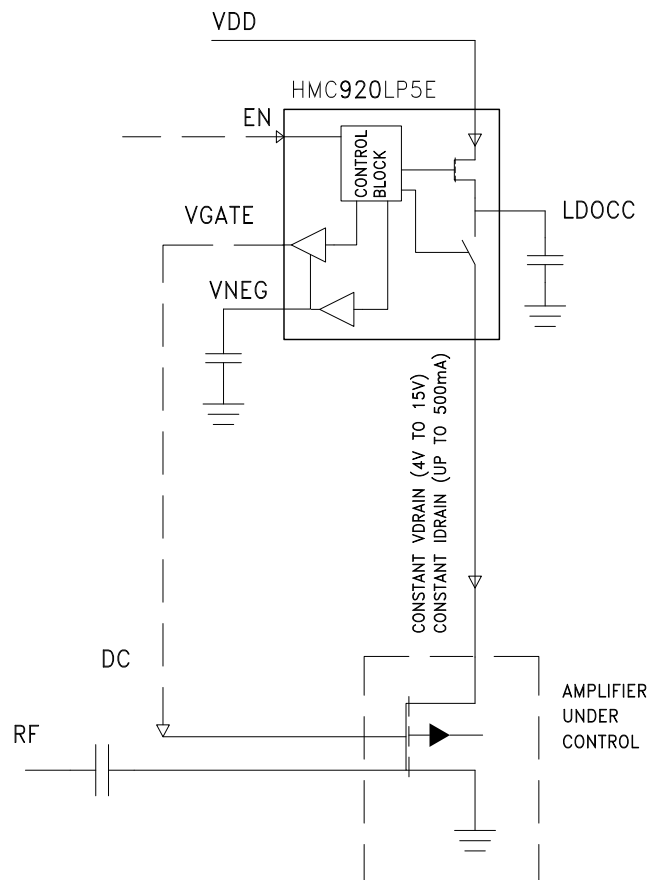 VDD
HMC920LP5E
EN
CONTROL
BLOCK
VGATE
LDOCC
VNEG
CONSTANT VDRAIN (4V TO 15V)
CONSTANT IDRAIN (UP TO 500mA)
DC
AMPLIFIER
UNDER
CONTROL
RF